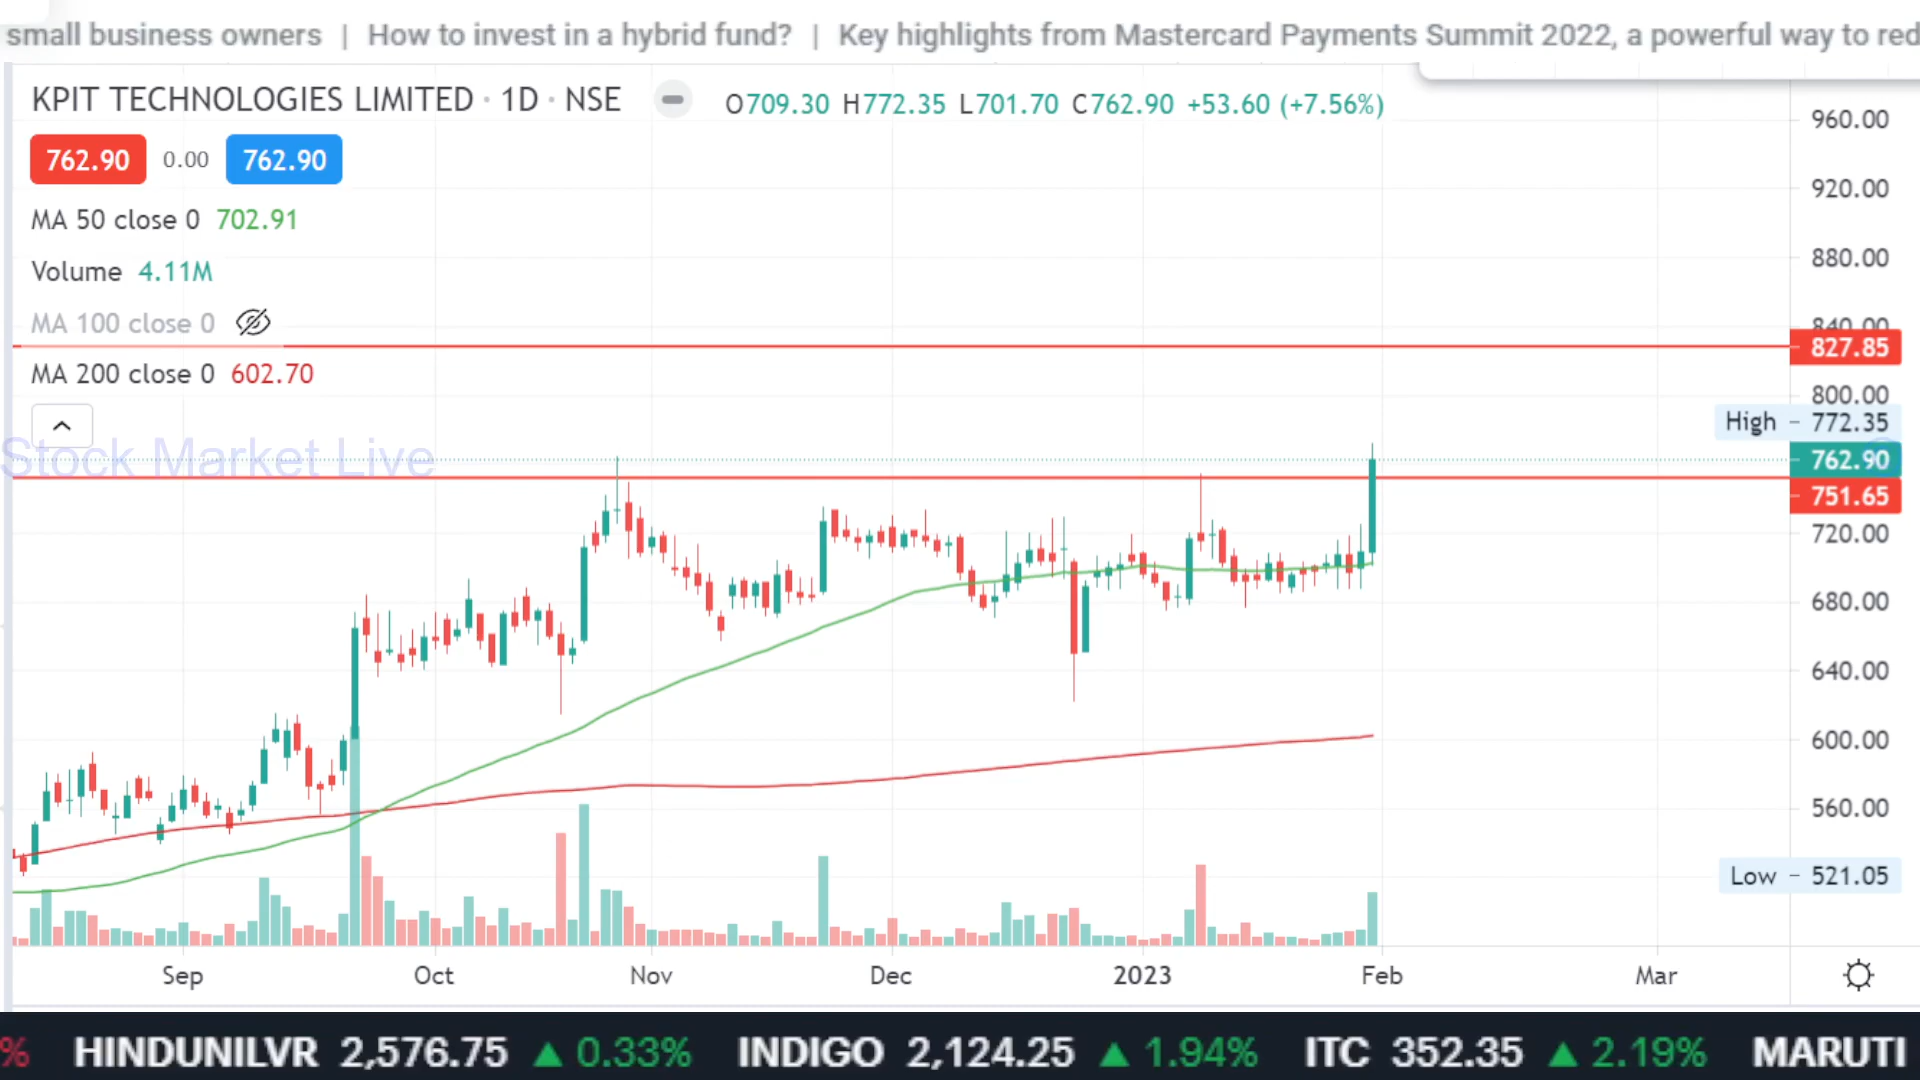 small business owners | How to invest in a hybrid fund? | Key highlights from Mastercard Payments Summit 2022, a powerful way to red
KPIT TECHNOLOGIES LIMITED · 1D · NSE O709.30 H772.35 L701.70 C762.90 +53.60 (+7.56%)
762.90 0.00 762.90
MA 50 close 0 702.91
Volume 4.11M
MA 100 close 0
MA 200 close 0 602.70
Stock Market Live
960.00
920.00
880.00
840.00
827.85
800.00
High 772.35
762.90
751.65
720.00
680.00
640.00
600.00
560.00
Low 521.05
Sep Oct Nov Dec 2023 Feb Mar
% HINDUNILVR 2,576.75 ▲ 0.33% INDIGO 2,124.25 ▲ 1.94% ITC 352.35 ▲ 2.19% MARUTI